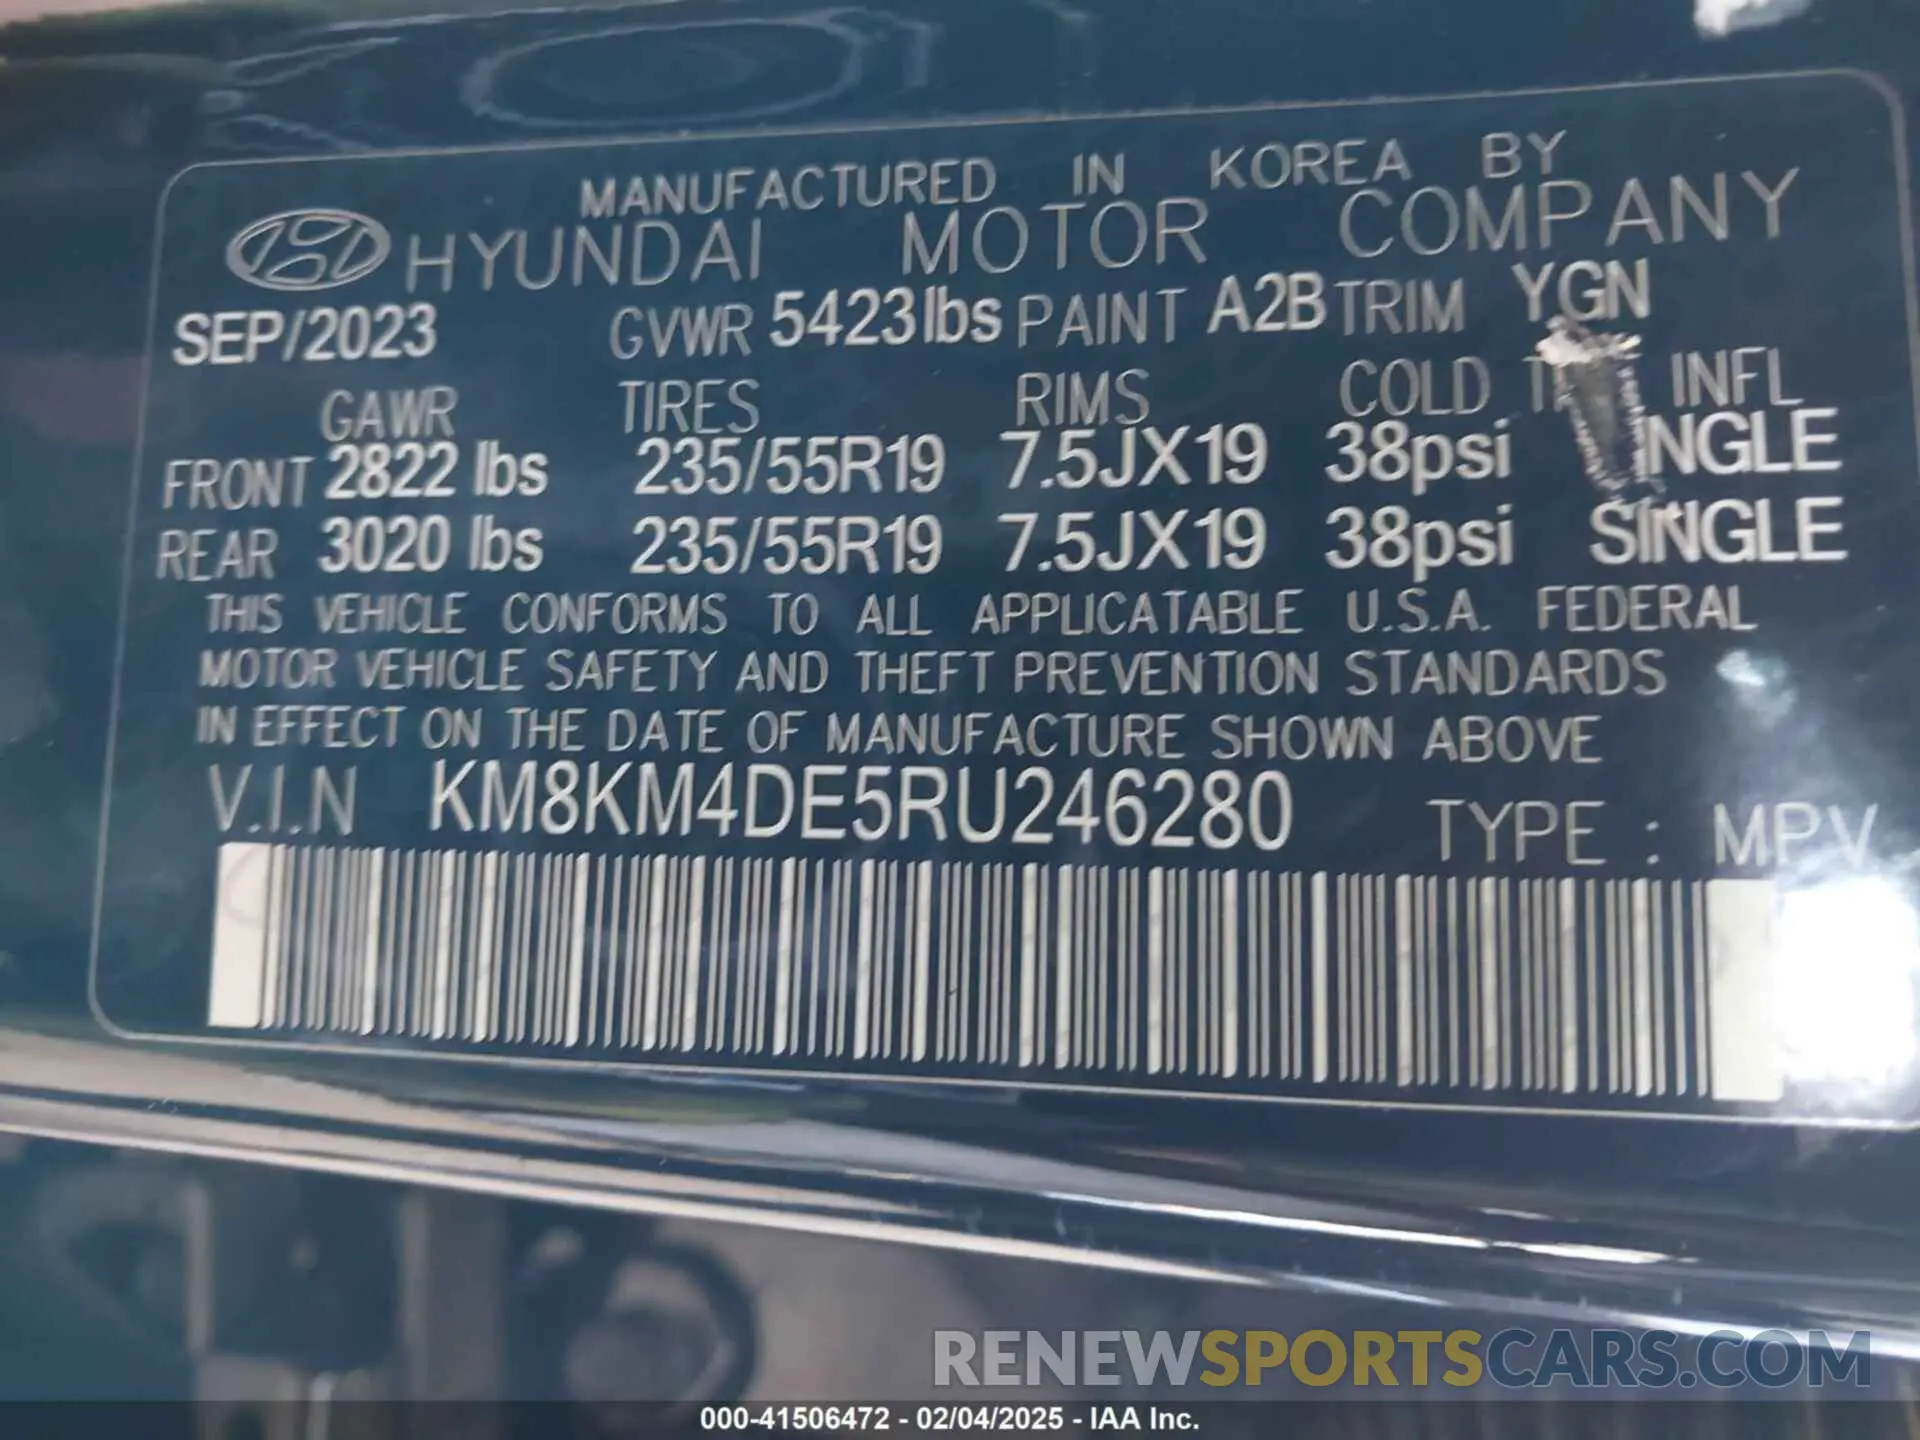 MANUFACTURED IN KOREA BY
HYUNDAI MOTOR COMPANY
SEP/2023 GVWR 5423lbs PAINT A2B TRIM YGN
GAWR TIRES RIMS COLD INFL
FRONT 2822 lbs 235/55R19 7.5JX19 38psi
REAR 3020 lbs 235/55R19 7.5JX19 38psi SINGLE
THIS VEHICLE CONFORMS TO ALL APPLICATABLE U.S.A. FEDERAL
MOTOR VEHICLE SAFETY AND THEFT PREVENTION STANDARDS
IN EFFECT ON THE DATE OF MANUFACTURE SHOWN ABOVE
V.I.N KM8KM4DE5RU246280 TYPE : MPV
RENEWSPORTSCARS.COM
000-41506472 - 02/04/2025 - IAA Inc.